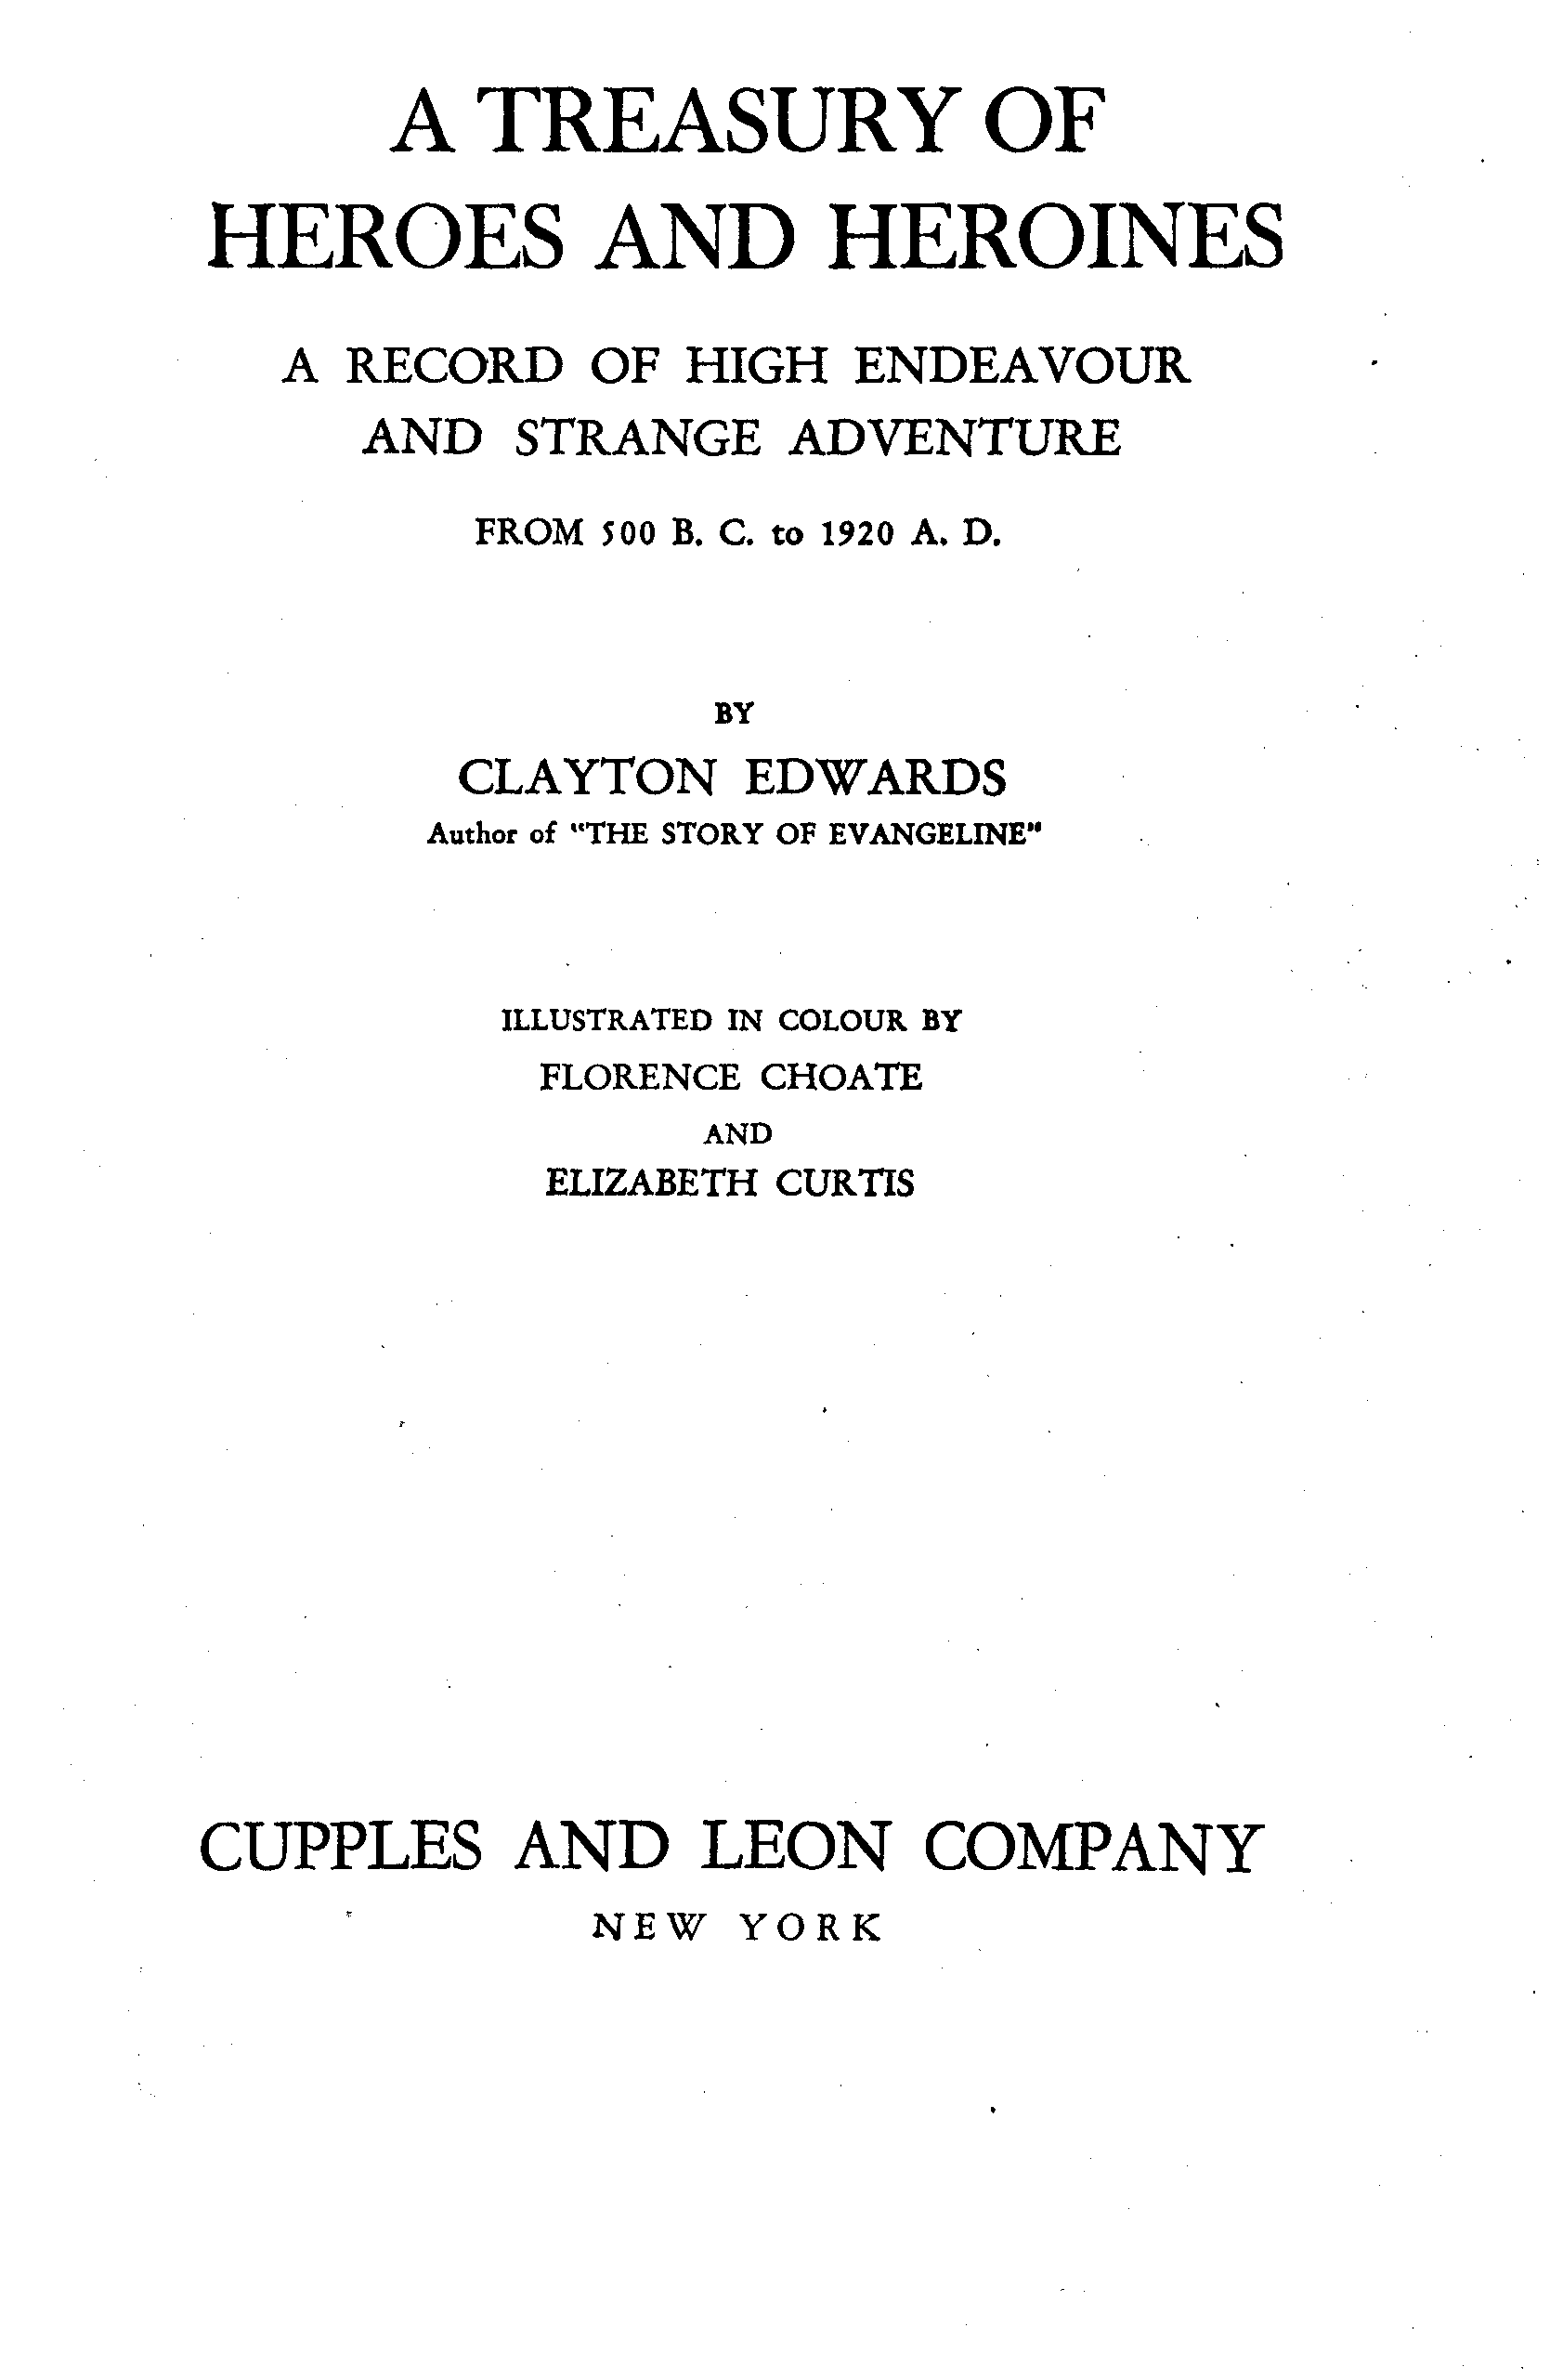 A TREASURY OF
HEROES AND HEROINES
A RECORD OF HIGH ENDEAVOUR
AND STRANGE ADVENTURE
FROM 500 B. C. to 1920 A. D.
BY
CLAYTON EDWARDS
Author of "THE STORY OF EVANGELINE"
ILLUSTRATED IN COLOUR BY
FLORENCE CHOATE
AND
ELIZABETH CURTIS
CUPPLES AND LEON COMPANY
NEW YORK